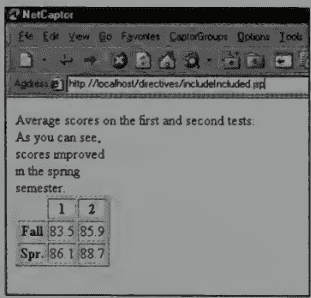 NetCaptor
File Edit View Go Favorites CaptorGroups Options Tools
Address http://localhost/directives/includeIncluded.jsp
Average scores on the first and second tests:
As you can see,
scores improved
in the spring
semester.
1 2
Fall 83.5 85.9
Spr. 86.1 88.7